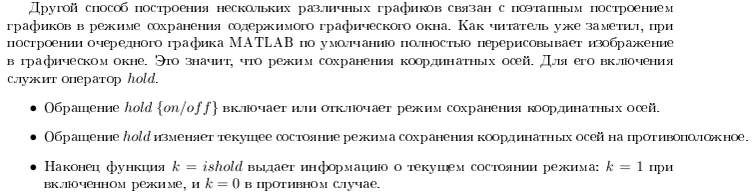 Другой способ построения нескольких различных графиков связан с поэтапным построением
графиков в режиме сохранения содержимого графического окна. Как читатель уже заметил, при
построении очередного графика MATLAB по умолчанию полностью перерисовывает изображение
в графическом окне. Это значит, что режим сохранения координатных осей. Для его включения
служит оператор hold.
• Обращение hold {on/off} включает или отключает режим сохранения координатных осей.
• Обращение hold изменяет текущее состояние режима сохранения координатных осей на противоположное.
• Наконец функция k = ishold выдает информацию о текущем состоянии режима: k = 1 при
включенном режиме, и k = 0 в противном случае.